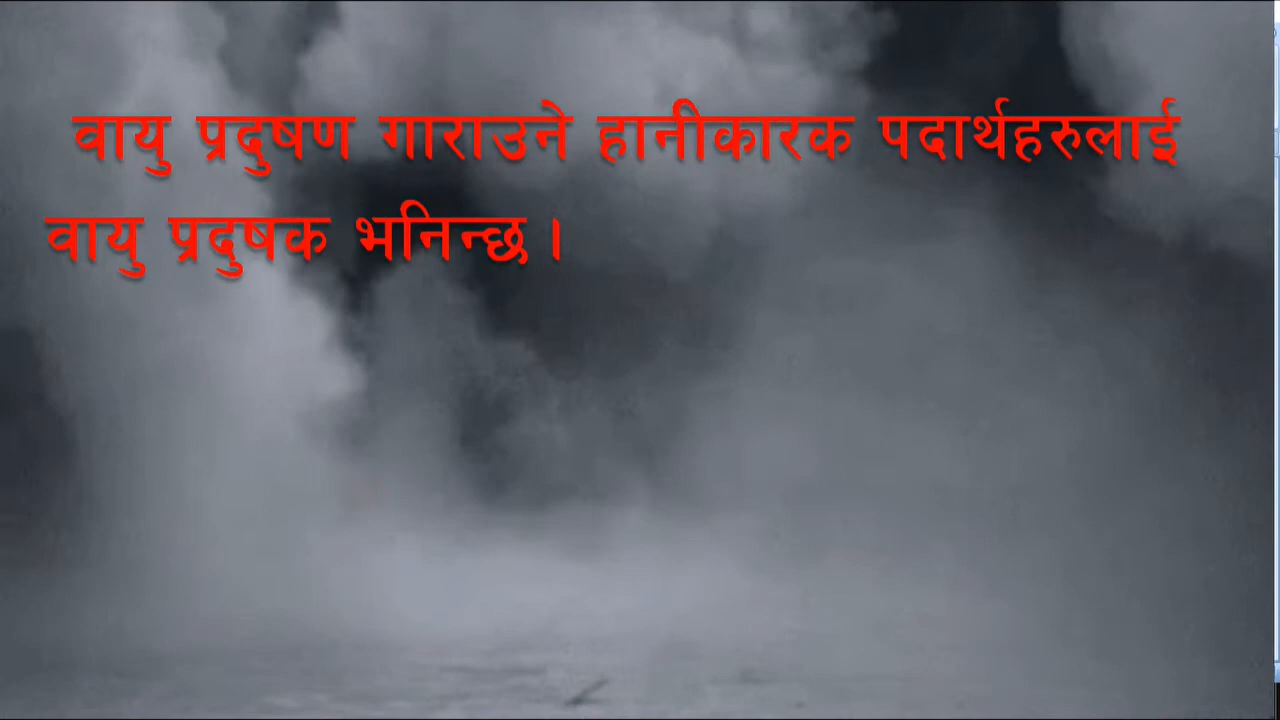 वायु प्रदुषण गाराउने हानीकारक पदार्थहरुलाई
वायु प्रदुषक भनिन्छ ।